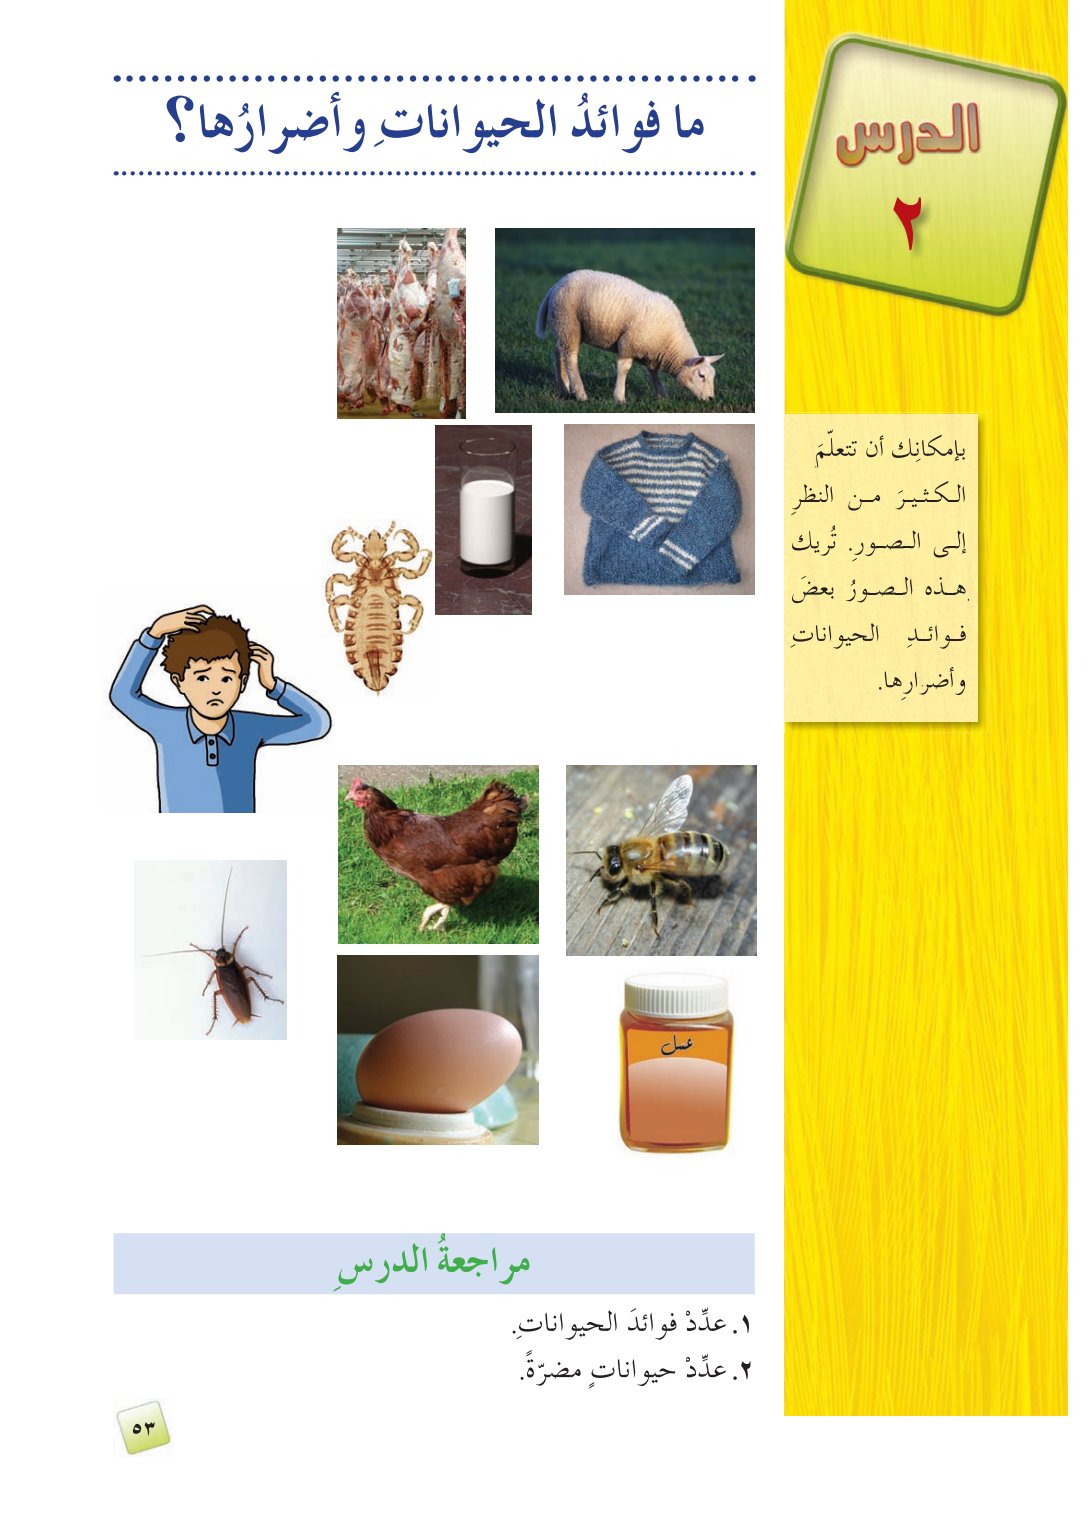 الدرس
٢
ما فوائدُ الحيواناتِ وأضرارُها؟
بإمكانِك أن تتعلّمَ
الكثيرَ من النظرِ
إلى الصورِ. تُريك
هذه الصورُ بعضَ
فوائدِ الحيواناتِ
وأضرارِها.
عسل
مراجعةُ الدرسِ
١. عدِّدْ فوائدَ الحيواناتِ.
٢. عدِّدْ حيواناتٍ مضرّةً.
٥٣